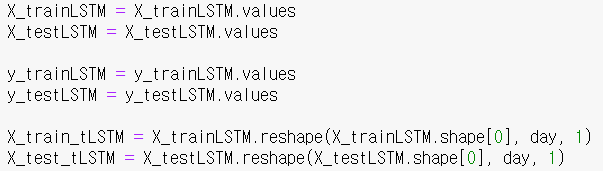 X_trainLSTM = X_trainLSTM.values
X_testLSTM = X_testLSTM.values
y_trainLSTM = y_trainLSTM.values
y_testLSTM = y_testLSTM.values
X_train_tLSTM = X_trainLSTM.reshape(X_trainLSTM.shape[0], day, 1)
X_test_tLSTM = X_testLSTM.reshape(X_testLSTM.shape[0], day, 1)